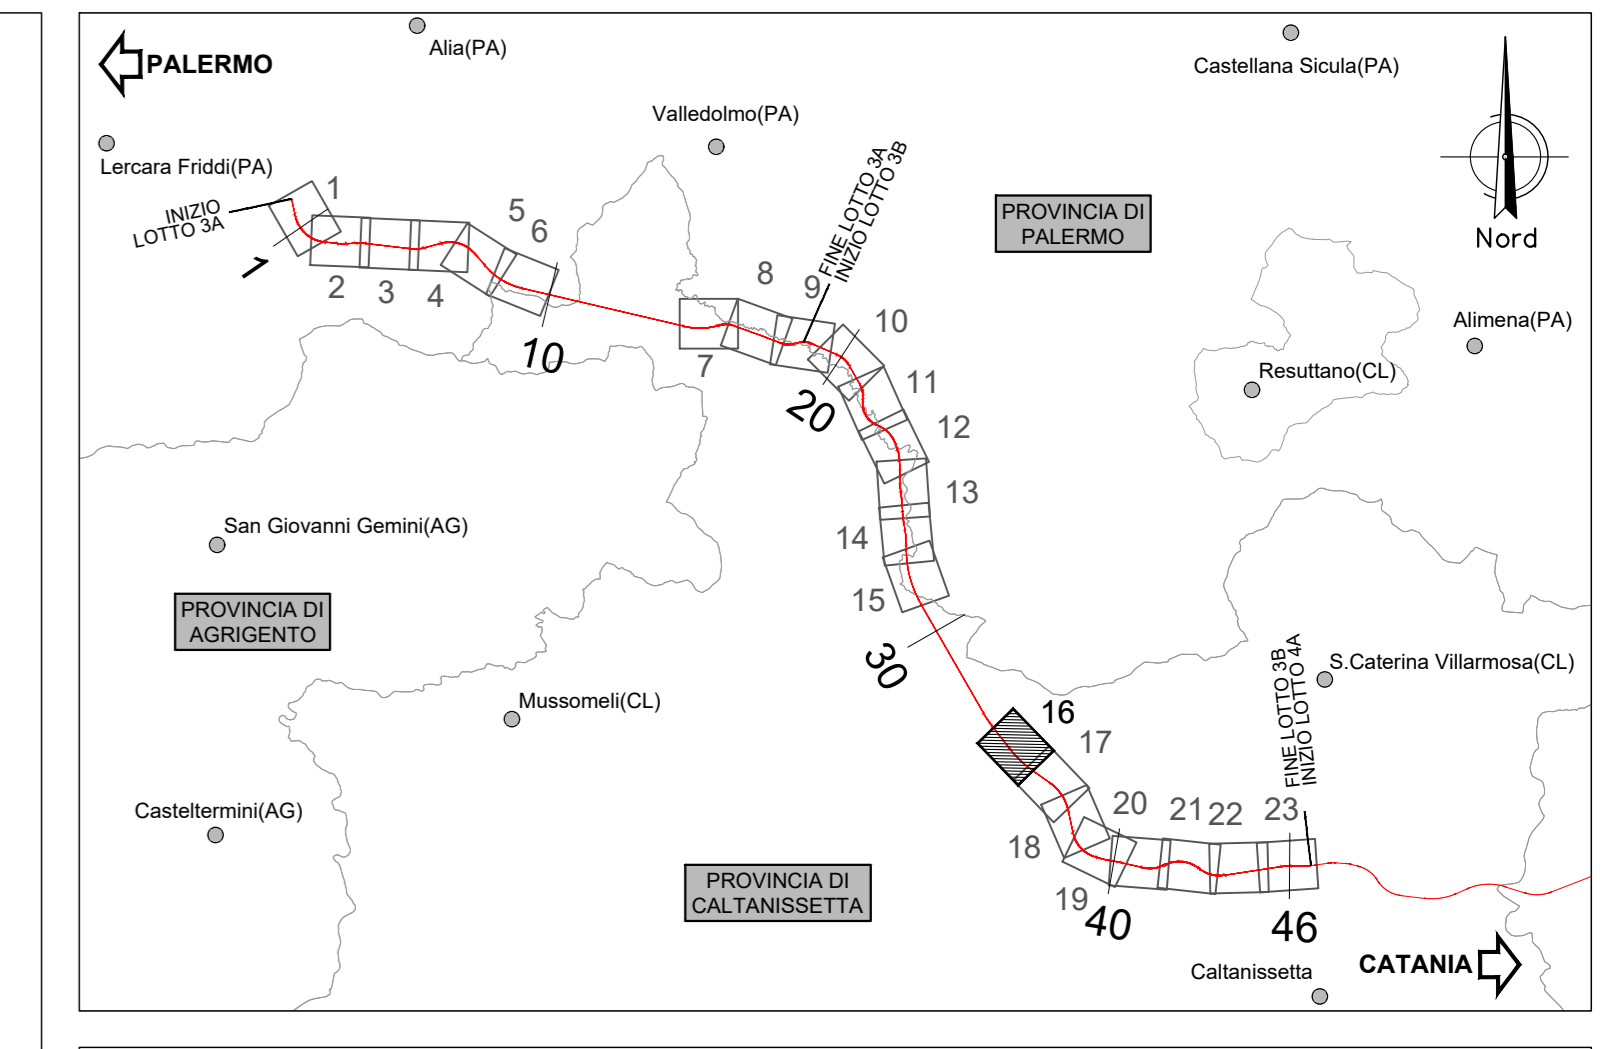 Alia(PA)
PALERMO
Castellana Sicula(PA)
Valledolmo(PA)
Lercara Friddi(PA)
INIZIO
LOTTO 3A
FINE LOTTO 3A
INIZIO LOTTO 3B
PROVINCIA DI
PALERMO
Nord
1
1
2
3
4
5
6
10
7
8
9
10
20
11
12
13
14
15
30
Alimena(PA)
Resuttano(CL)
San Giovanni Gemini(AG)
PROVINCIA DI
AGRIGENTO
Mussomeli(CL)
S.Caterina Villarmosa(CL)
FINE LOTTO 3B
INIZIO LOTTO 4A
16
17
18
19
20
21
22
23
40
46
Casteltermini(AG)
PROVINCIA DI
CALTANISSETTA
Caltanissetta
CATANIA